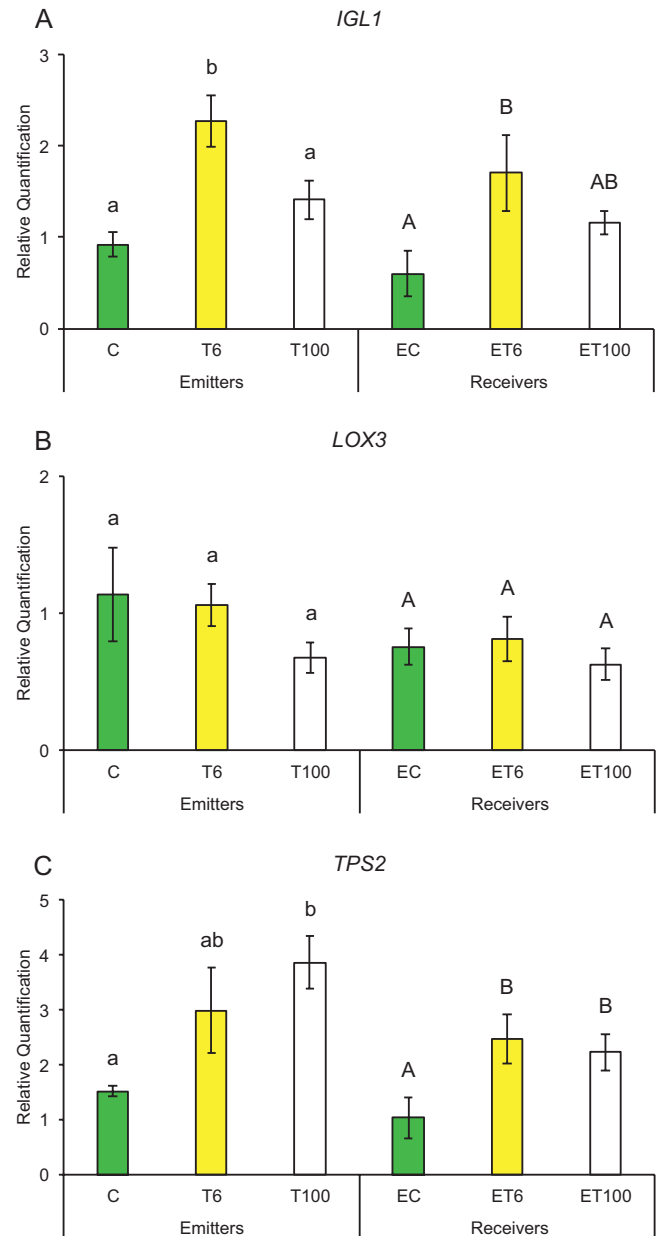 A
IGL1
Relative Quantification
3
2
1
0
a
b
a
A
B
AB
C T6 T100 EC ET6 ET100
Emitters Receivers
B
LOX3
Relative Quantification
2
1
0
a
a
a
A
A
A
C T6 T100 EC ET6 ET100
Emitters Receivers
C
TPS2
Relative Quantification
5
4
3
2
1
0
a
ab
b
A
B
B
C T6 T100 EC ET6 ET100
Emitters Receivers